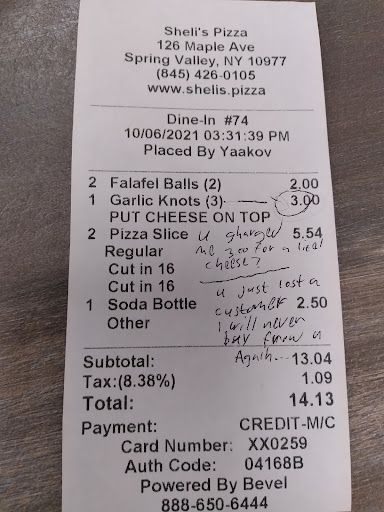 Sheli's Pizza
126 Maple Ave
Spring Valley, NY 10977
(845) 426-0105
www.shelis.pizza
Dine-In #74
10/06/2021 03:31:39 PM
Placed By Yaakov
2 Falafel Balls (2) 2.00
1 Garlic Knots (3) 3.00
PUT CHEESE ON TOP
2 Pizza Slice 5.54
Regular
Cut in 16
Cut in 16
1 Soda Bottle 2.50
Other
u charged
me 300 for a
cheese?
u just lost a
customer
I will never
buy from u
Again...
Subtotal: 13.04
Tax:(8.38%) 1.09
Total: 14.13
Payment: CREDIT-M/C
Card Number: XX0259
Auth Code: 04168B
Powered By Bevel
888-650-6444